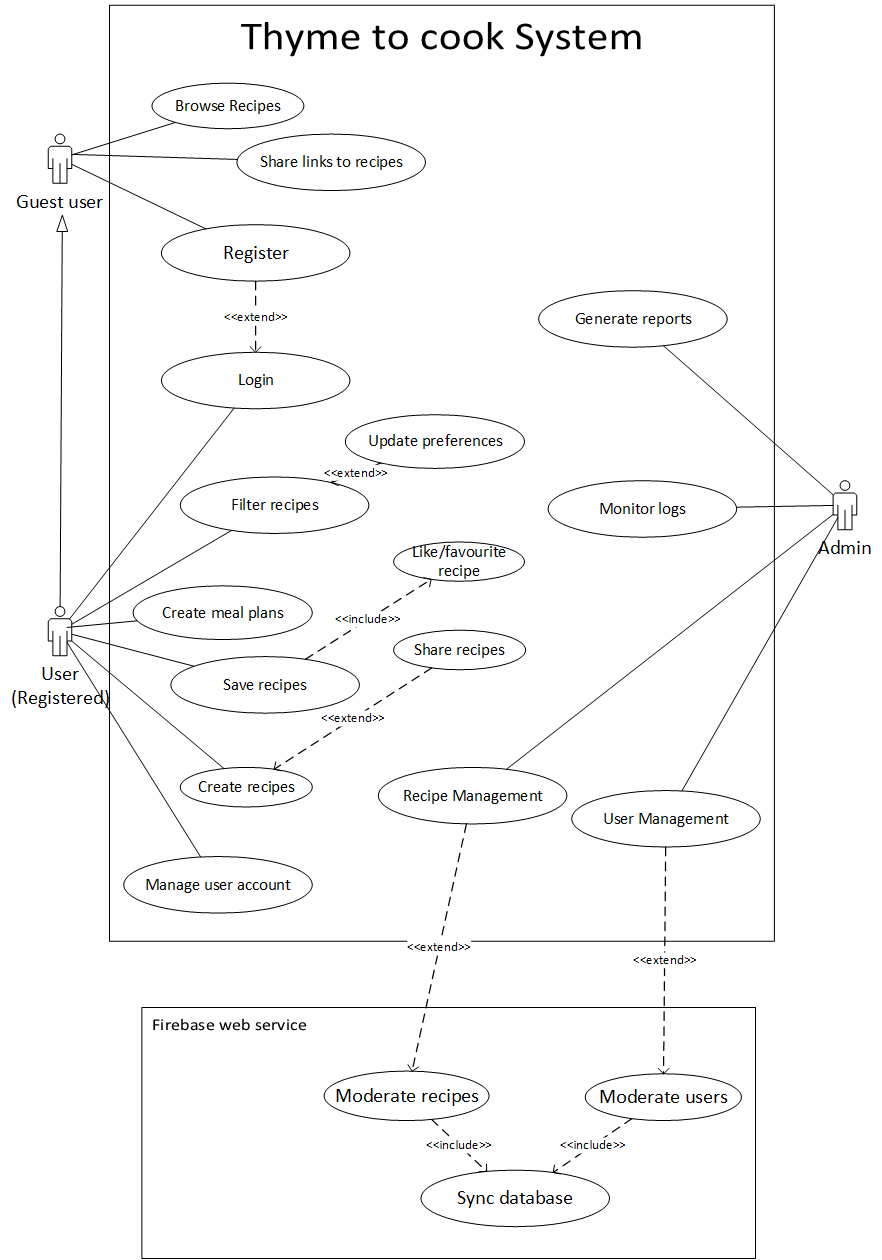 Thyme to cook System
Browse Recipes
Share links to recipes
Guest user
Register
<<extend>>
Generate reports
Login
Update preferences
<<extend>>
Filter recipes
Monitor logs
Admin
Like/favourite
recipe
Create meal plans
<<include>>
Share recipes
User
(Registered)
Save recipes
<<extend>>
Create recipes
Recipe Management
User Management
Manage user account
<<extend>>
<<extend>>
Firebase web service
Moderate recipes
Moderate users
<<include>>
<<include>>
Sync database